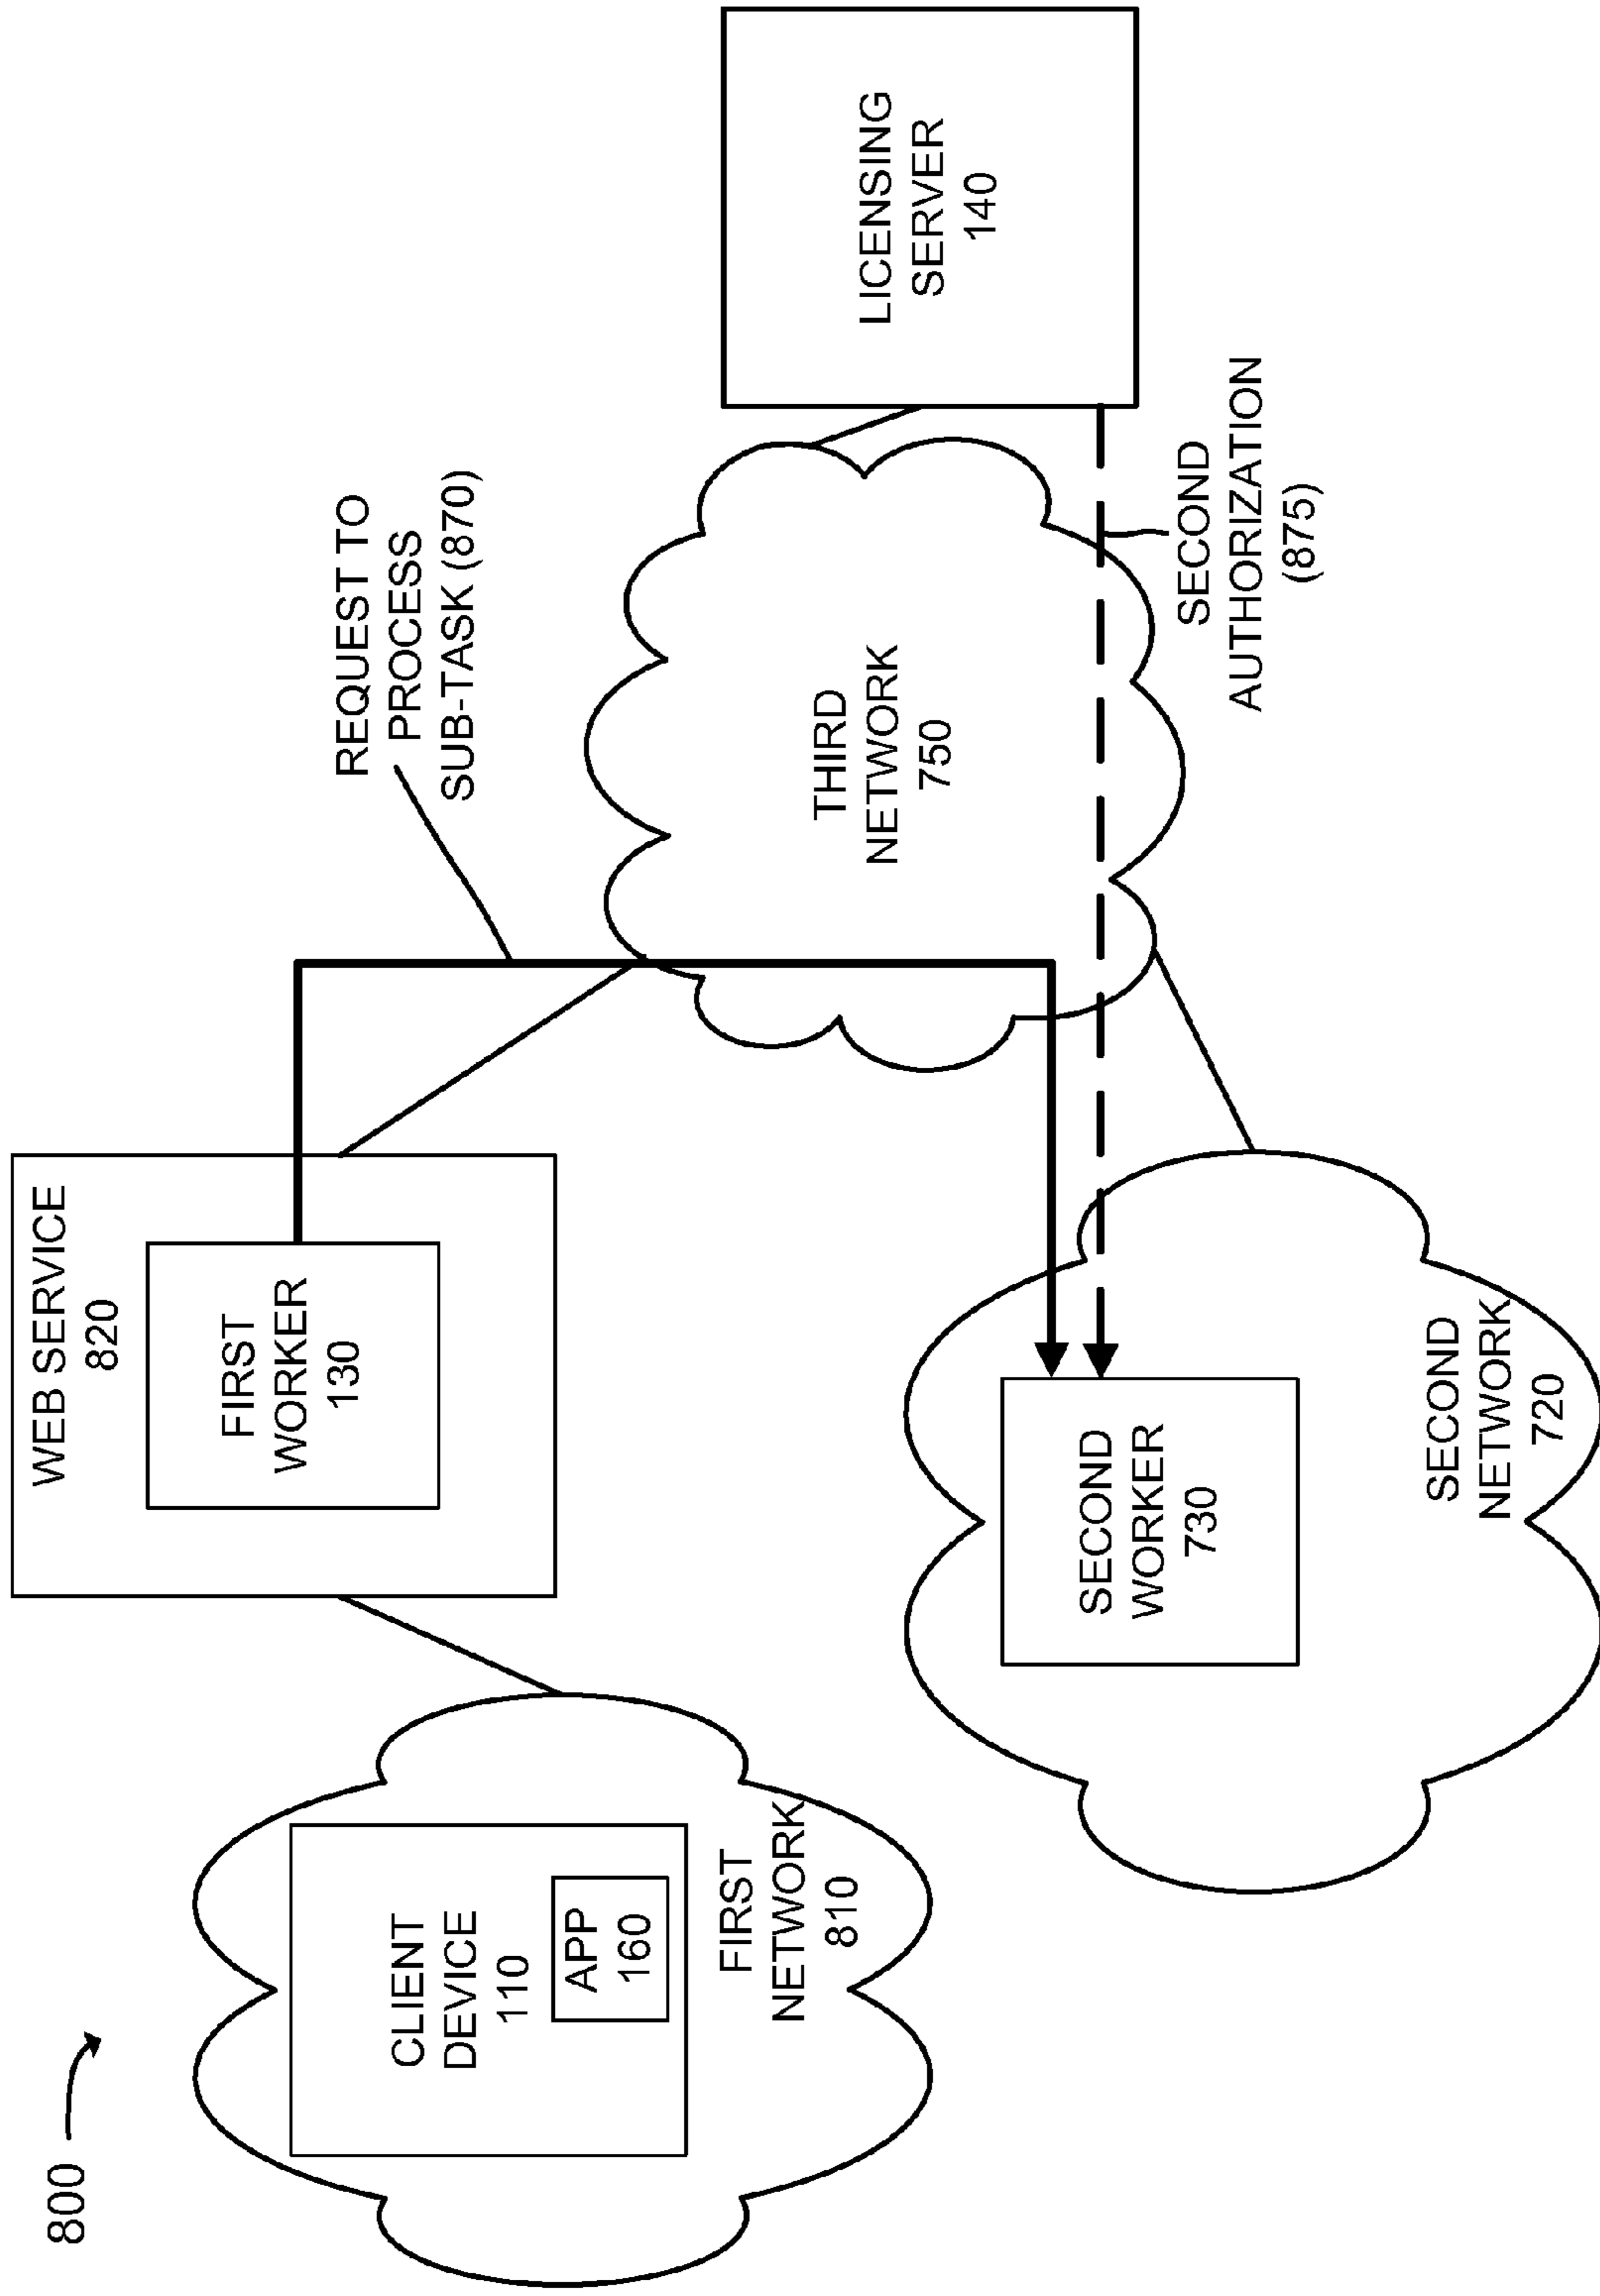 800
CLIENT
DEVICE
110
APP
160
FIRST
NETWORK
810
WEB SERVICE
820
FIRST
WORKER
130
SECOND
WORKER
730
SECOND
NETWORK
720
REQUEST TO
PROCESS
SUB-TASK (870)
THIRD
NETWORK
750
SECOND
AUTHORIZATION
(875)
LICENSING
SERVER
140